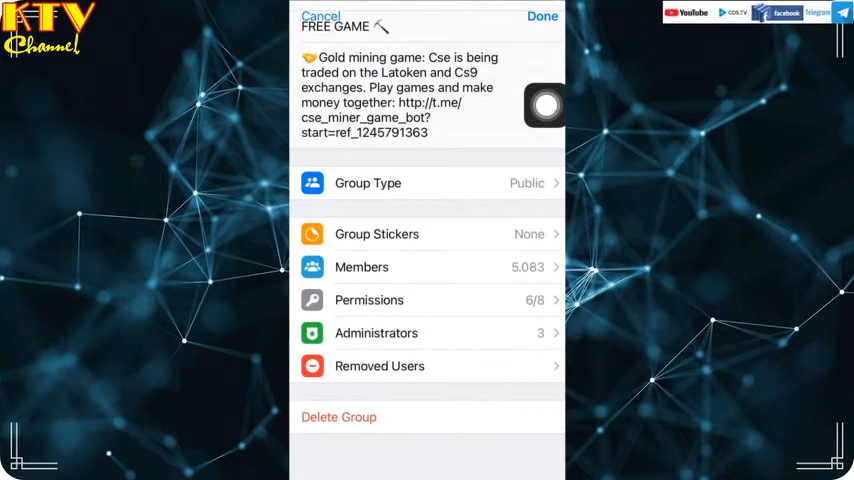 KTV
Channel
YouTube
COS.TV
facebook
Telegram
Cancel
Done
FREE GAME ⛏️
🤝Gold mining game: Cse is being
traded on the Latoken and Cs9
exchanges. Play games and make
money together: http://t.me/
cse_miner_game_bot?
start=ref_1245791363
Group Type
Public
Group Stickers
None
Members
5.083
Permissions
6/8
Administrators
3
Removed Users
Delete Group